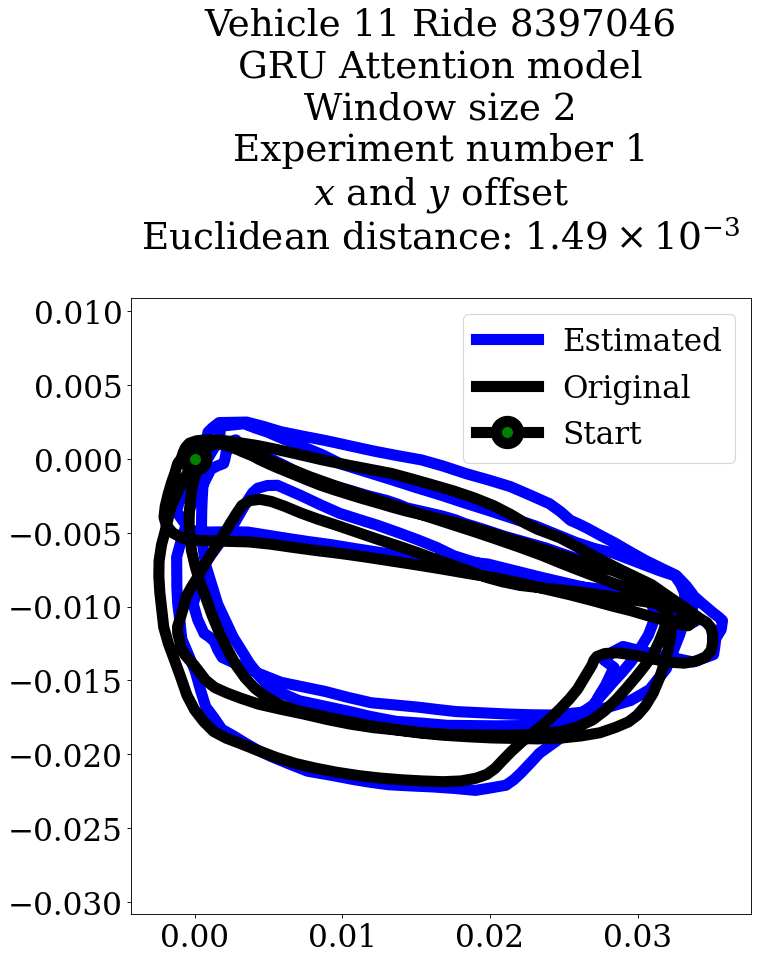 Vehicle 11 Ride 8397046
GRU Attention model
Window size 2
Experiment number 1
x and y offset
Euclidean distance: 1.49 × 10⁻³
Estimated
Original
Start
0.010
0.005
0.000
−0.005
−0.010
−0.015
−0.020
−0.025
−0.030
0.00 0.01 0.02 0.03